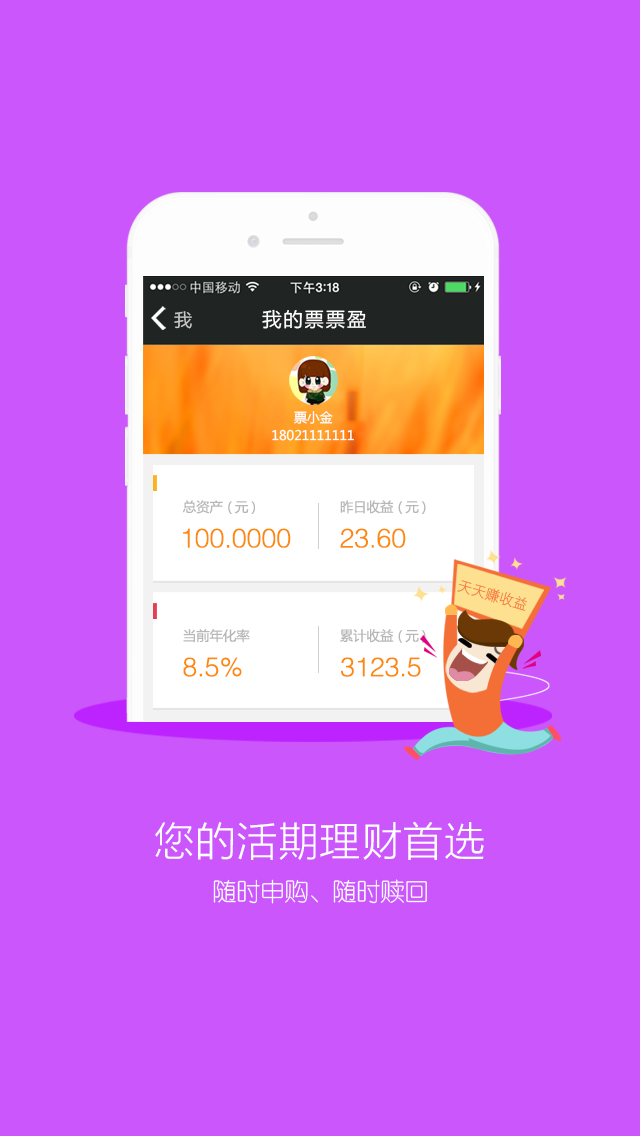 中国移动 下午3:18
我 我的票票盈
票小金
18021111111
总资产（元） 昨日收益（元）
100.0000 23.60
天天赚收益
当前年化率 累计收益（元）
8.5% 3123.5
您的活期理财首选
随时申购、随时赎回